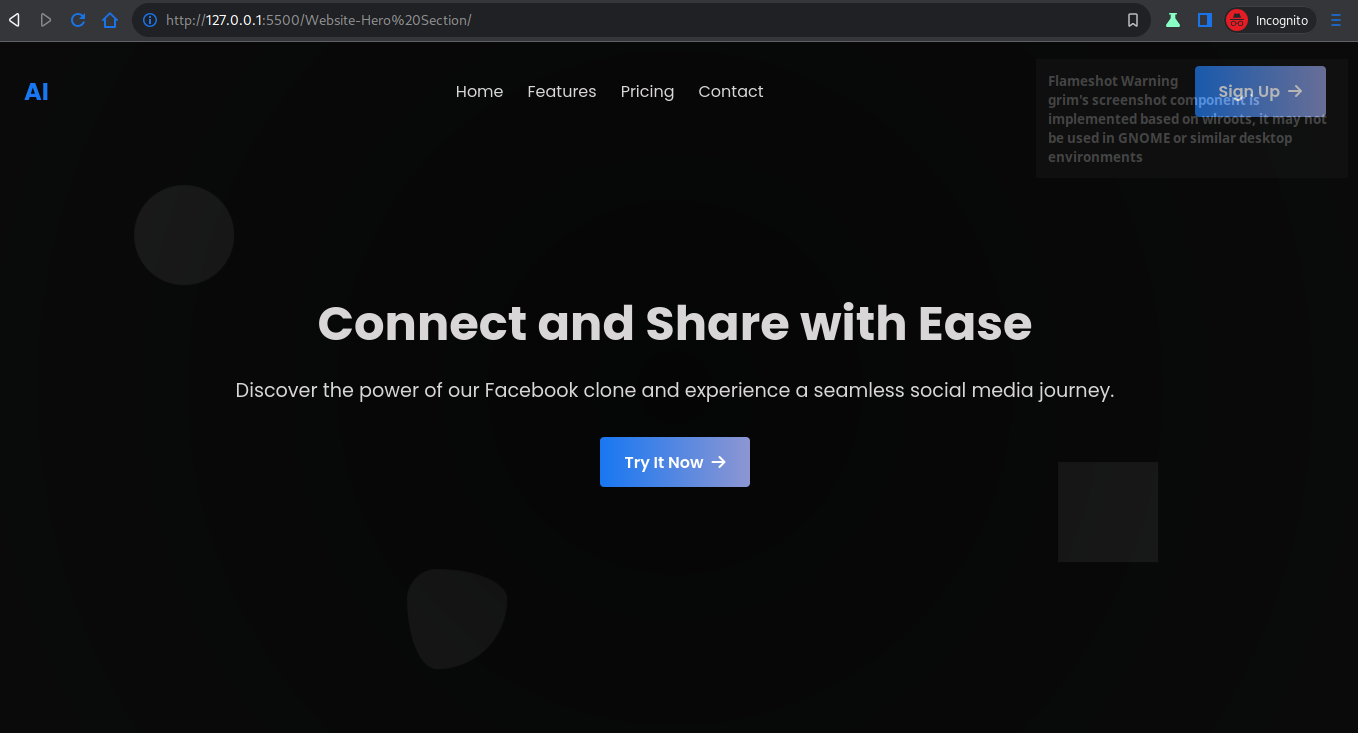 http://127.0.0.1:5500/Website-Hero%20Section/
Incognito
AI
Home Features Pricing Contact
Sign Up →
Flameshot Warning
grim's screenshot component is
implemented based on wlroots, it may not
be used in GNOME or similar desktop
environments
Connect and Share with Ease
Discover the power of our Facebook clone and experience a seamless social media journey.
Try It Now →